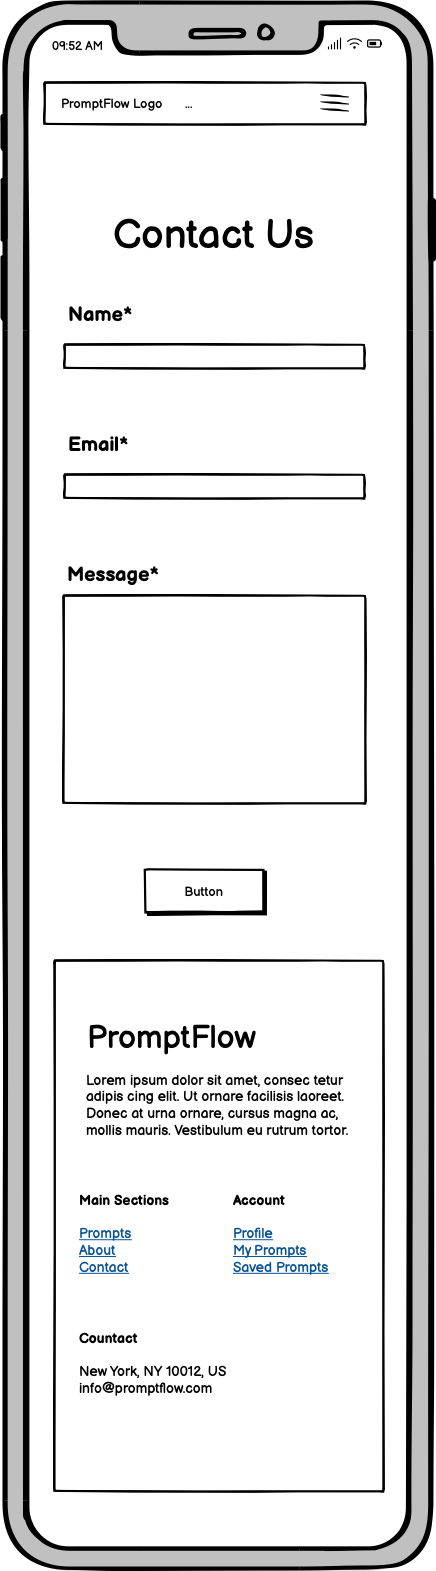 09:52 AM
PromptFlow Logo ...
Contact Us
Name*
Email*
Message*
Button
PromptFlow
Lorem ipsum dolor sit amet, consec tetur
adipis cing elit. Ut ornare facilisis laoreet.
Donec at urna ornare, cursus magna ac,
mollis mauris. Vestibulum eu rutrum tortor.
Main Sections
Prompts
About
Contact
Account
Profile
My Prompts
Saved Prompts
Countact
New York, NY 10012, US
info@promptflow.com